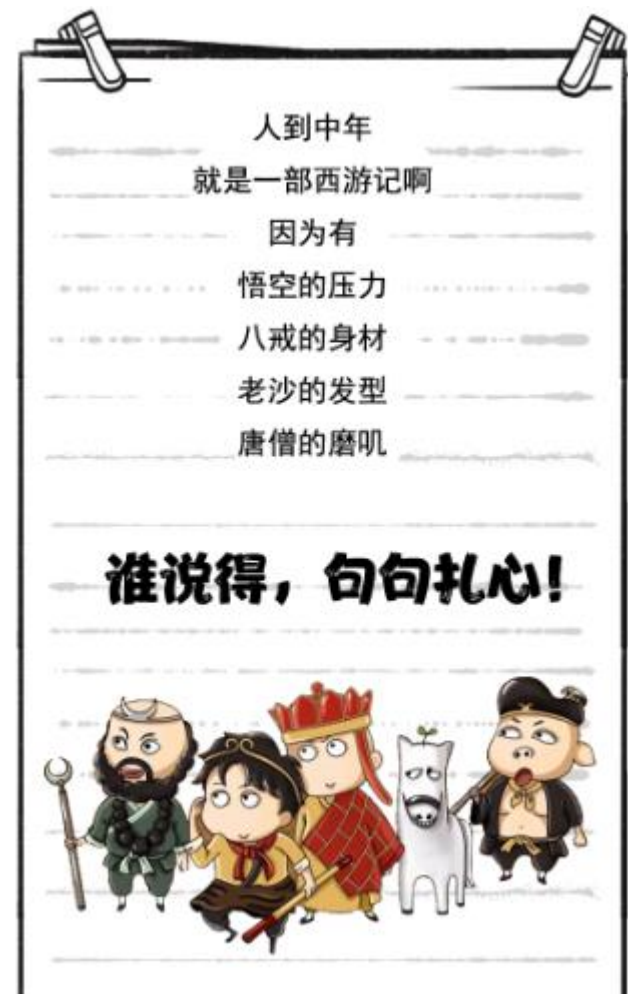 人到中年
就是一部西游记啊
因为有
悟空的压力
八戒的身材
老沙的发型
唐僧的磨叽
谁说得，句句扎心！